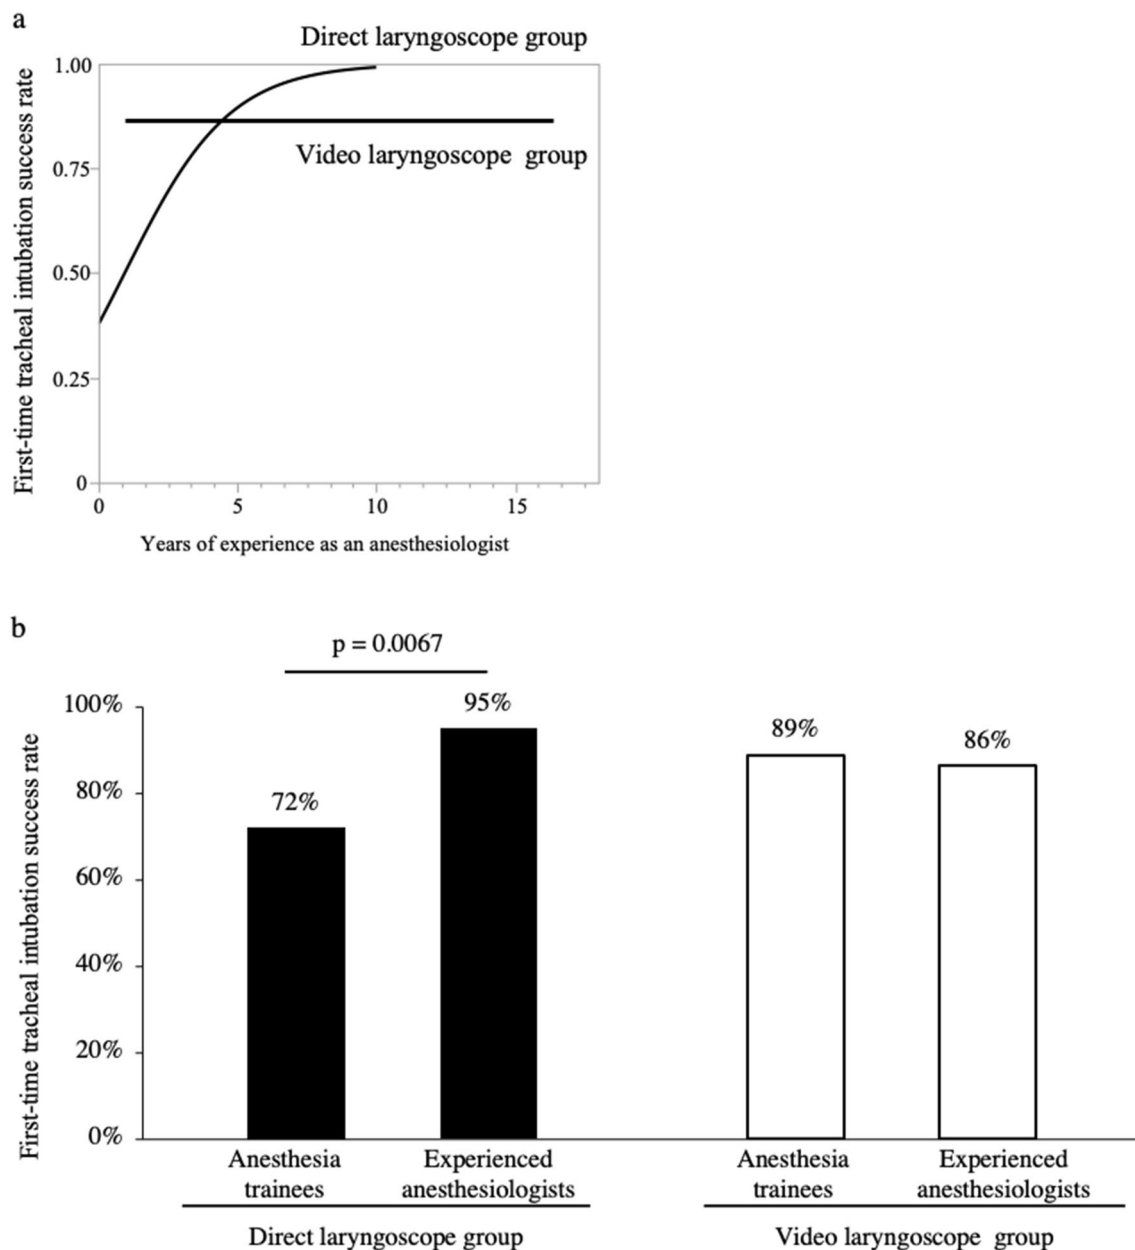 a
Direct laryngoscope group
1.00
0.75
0.50
0.25
0
First-time tracheal intubation success rate
Video laryngoscope group
0 5 10 15
Years of experience as an anesthesiologist
b
p = 0.0067
100%
80%
60%
40%
20%
0%
First-time tracheal intubation success rate
72%
95%
89%
86%
Anesthesia
trainees
Experienced
anesthesiologists
Anesthesia
trainees
Experienced
anesthesiologists
Direct laryngoscope group
Video laryngoscope group